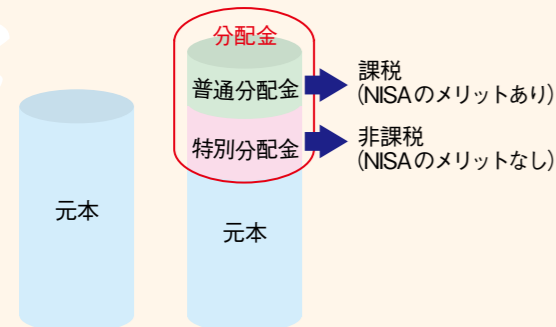 分配金
普通分配金
課税
(NISAのメリットあり)
特別分配金
非課税
(NISAのメリットなし)
元本
元本